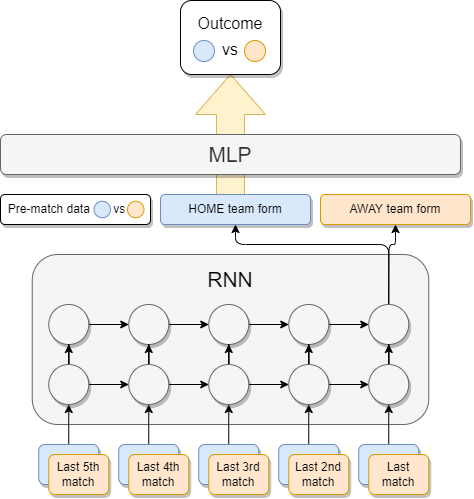 Outcome
vs
MLP
Pre-match data vs
HOME team form
AWAY team form
RNN
Last 5th
match
Last 4th
match
Last 3rd
match
Last 2nd
match
Last
match